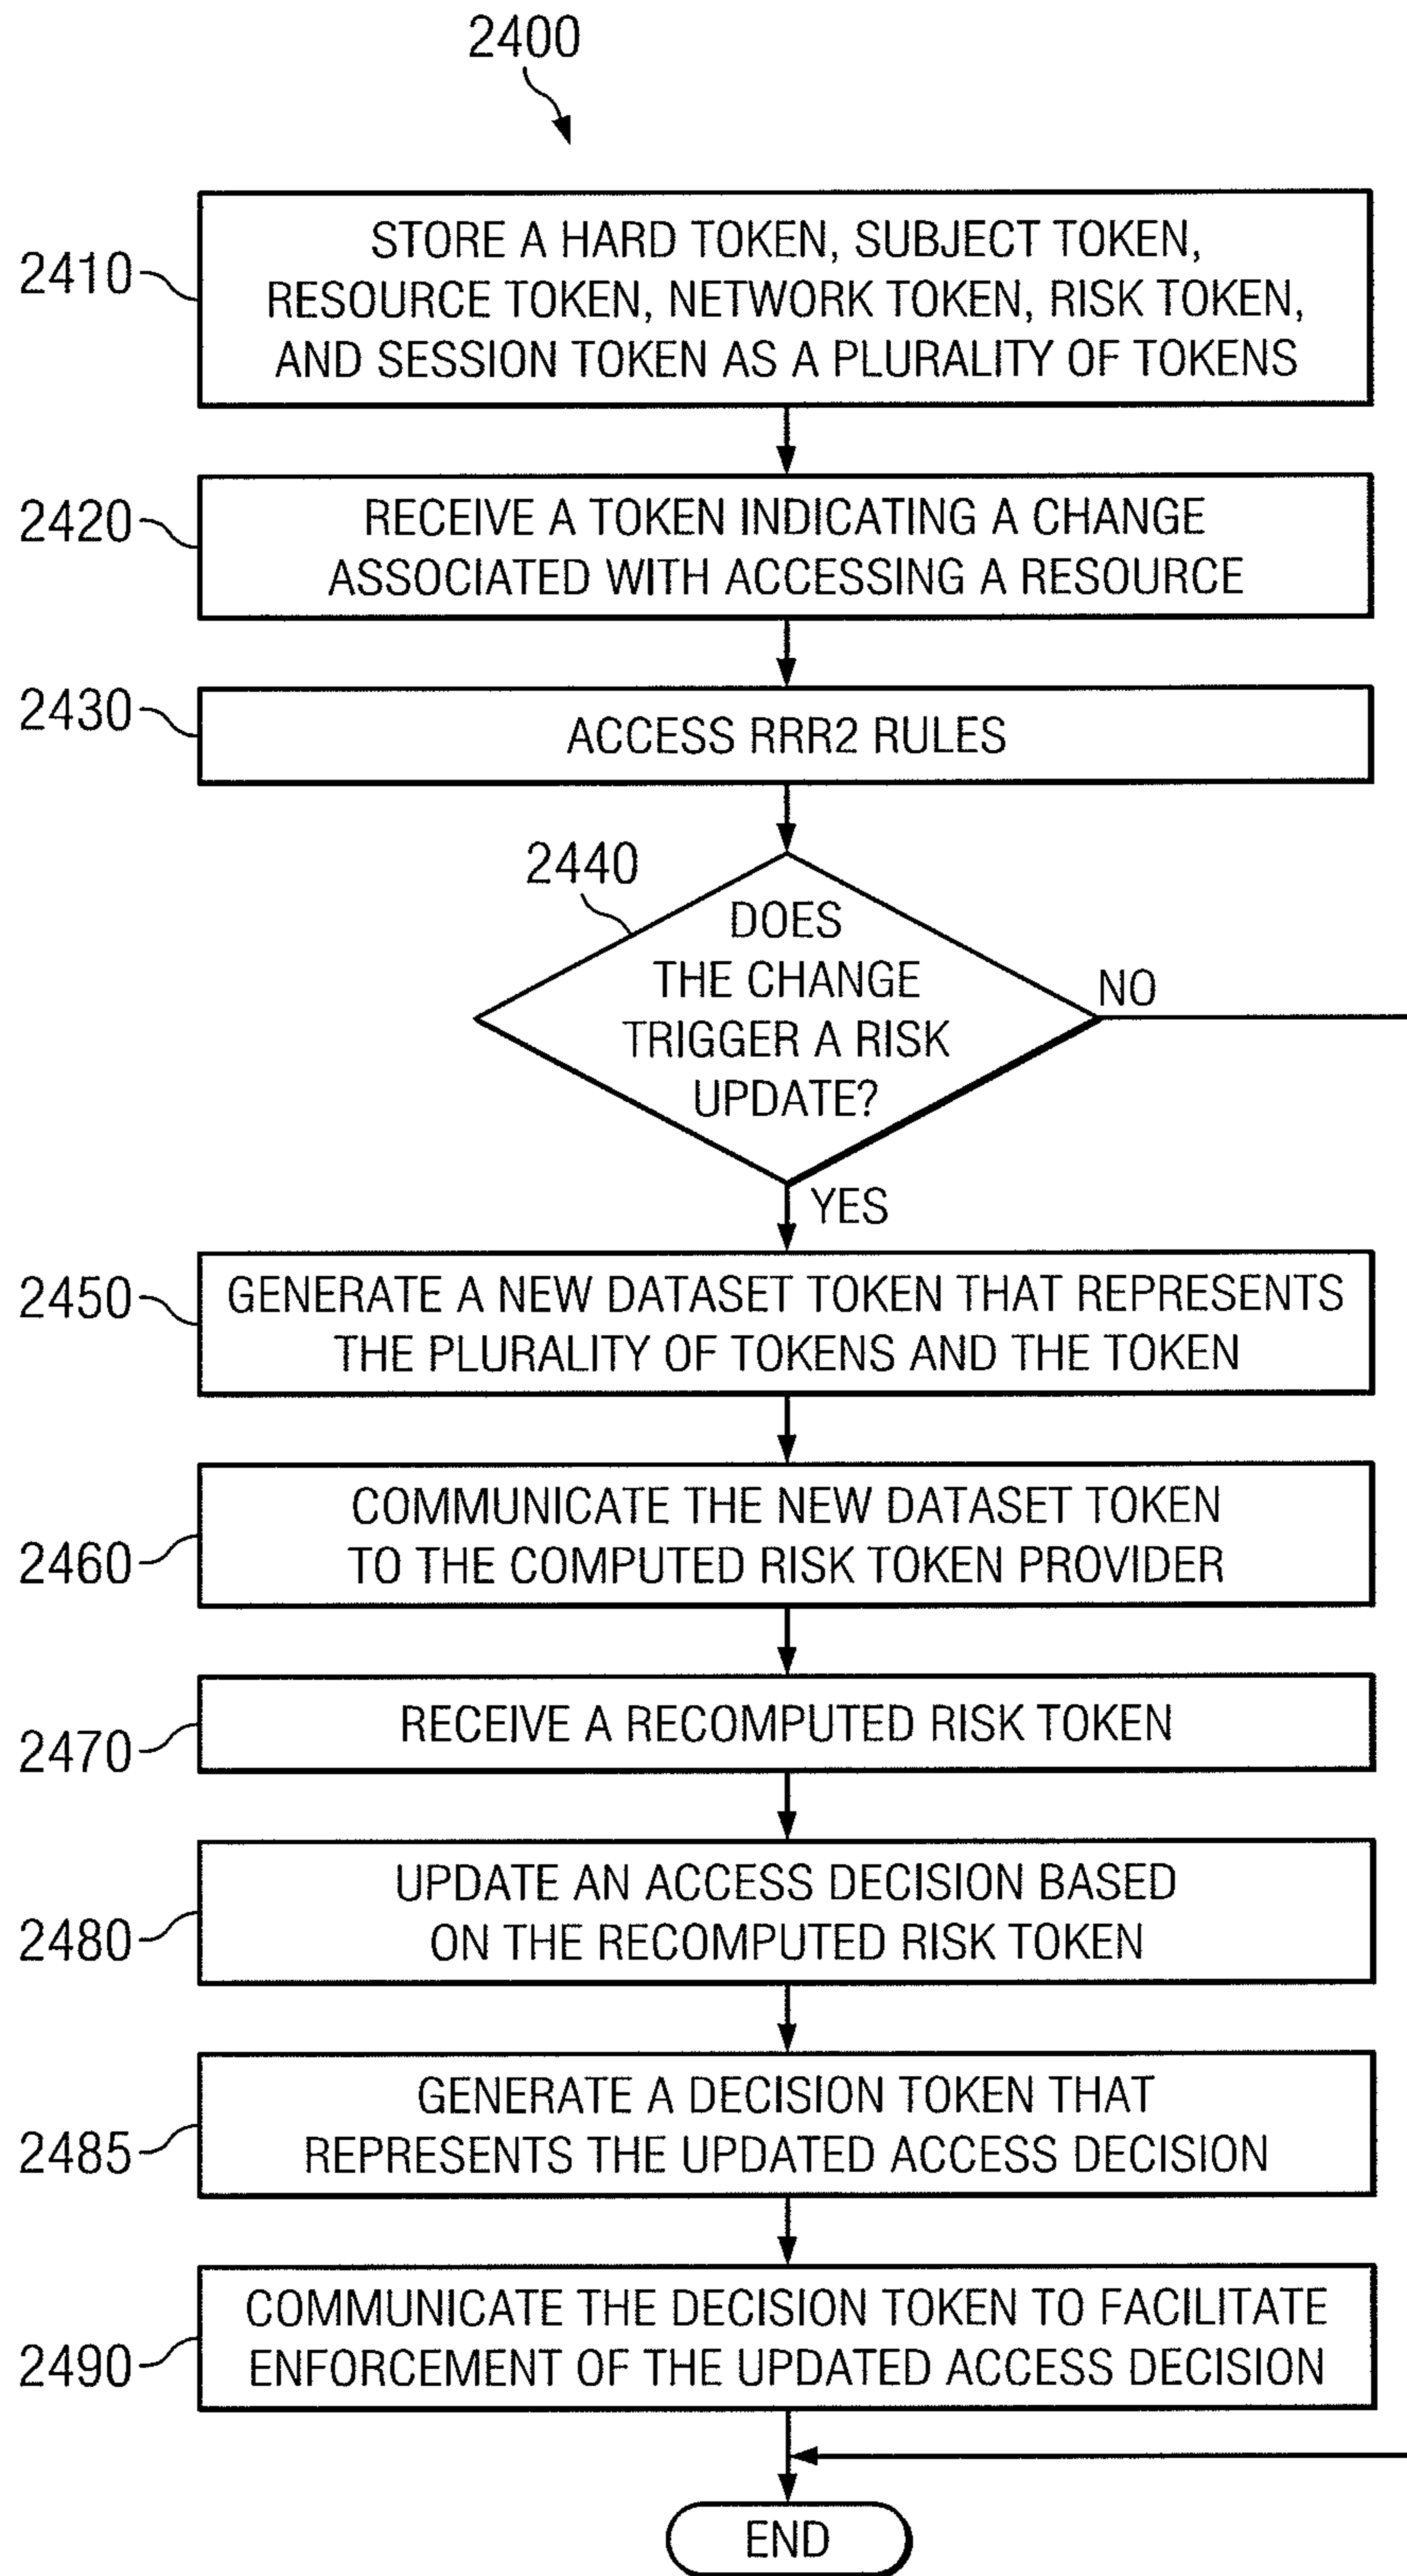 2400
2410
STORE A HARD TOKEN, SUBJECT TOKEN,
RESOURCE TOKEN, NETWORK TOKEN, RISK TOKEN,
AND SESSION TOKEN AS A PLURALITY OF TOKENS
2420
RECEIVE A TOKEN INDICATING A CHANGE
ASSOCIATED WITH ACCESSING A RESOURCE
2430
ACCESS RRR2 RULES
2440
DOES
THE CHANGE
TRIGGER A RISK
UPDATE?
NO
YES
2450
GENERATE A NEW DATASET TOKEN THAT REPRESENTS
THE PLURALITY OF TOKENS AND THE TOKEN
2460
COMMUNICATE THE NEW DATASET TOKEN
TO THE COMPUTED RISK TOKEN PROVIDER
2470
RECEIVE A RECOMPUTED RISK TOKEN
2480
UPDATE AN ACCESS DECISION BASED
ON THE RECOMPUTED RISK TOKEN
2485
GENERATE A DECISION TOKEN THAT
REPRESENTS THE UPDATED ACCESS DECISION
2490
COMMUNICATE THE DECISION TOKEN TO FACILITATE
ENFORCEMENT OF THE UPDATED ACCESS DECISION
END